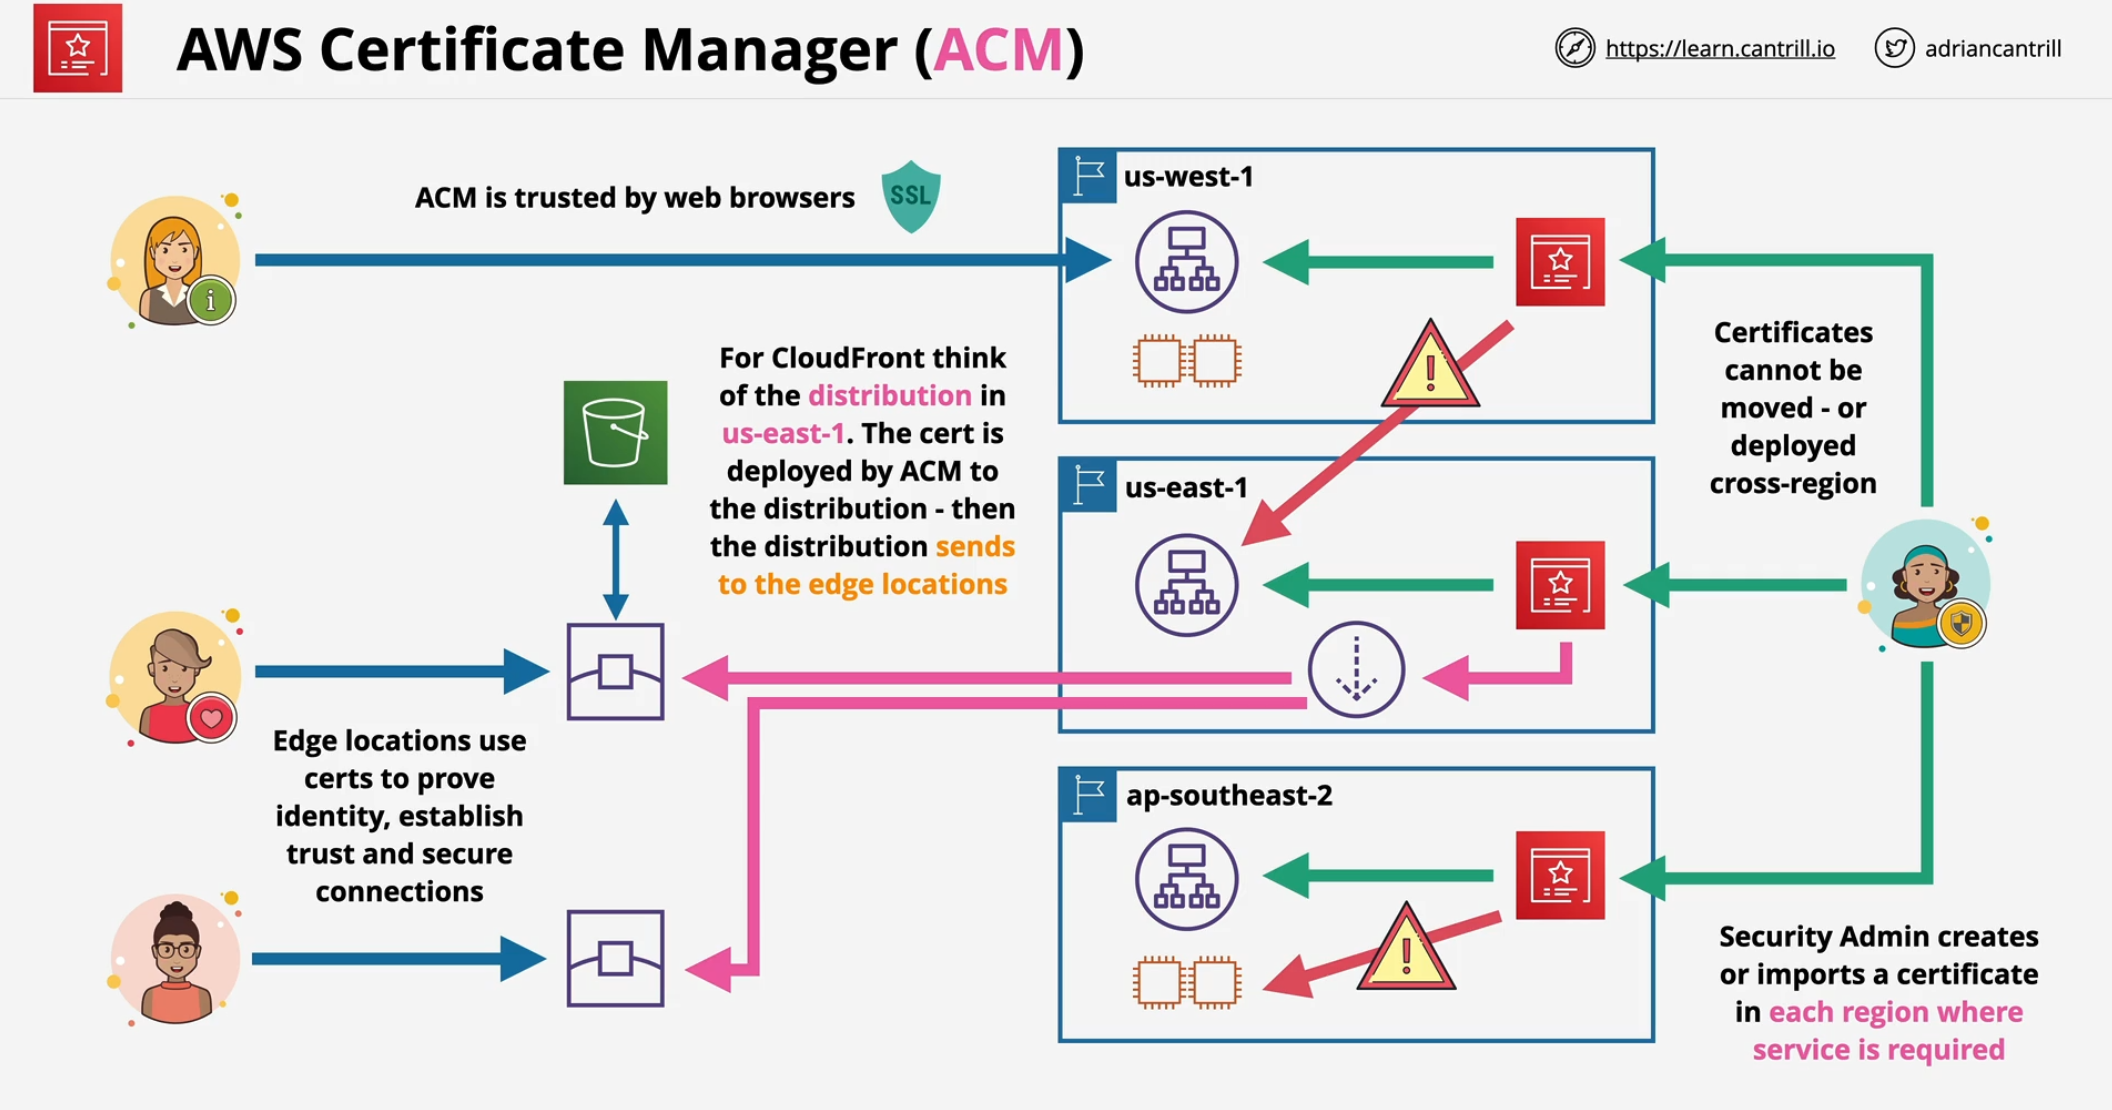 AWS Certificate Manager (ACM)
https://learn.cantrill.io
adriancantrill
ACM is trusted by web browsers
SSL
us-west-1
For CloudFront think
of the distribution in
us-east-1. The cert is
deployed by ACM to
the distribution - then
the distribution sends
to the edge locations
Certificates
cannot be
moved - or
deployed
cross-region
us-east-1
Edge locations use
certs to prove
identity, establish
trust and secure
connections
ap-southeast-2
Security Admin creates
or imports a certificate
in each region where
service is required